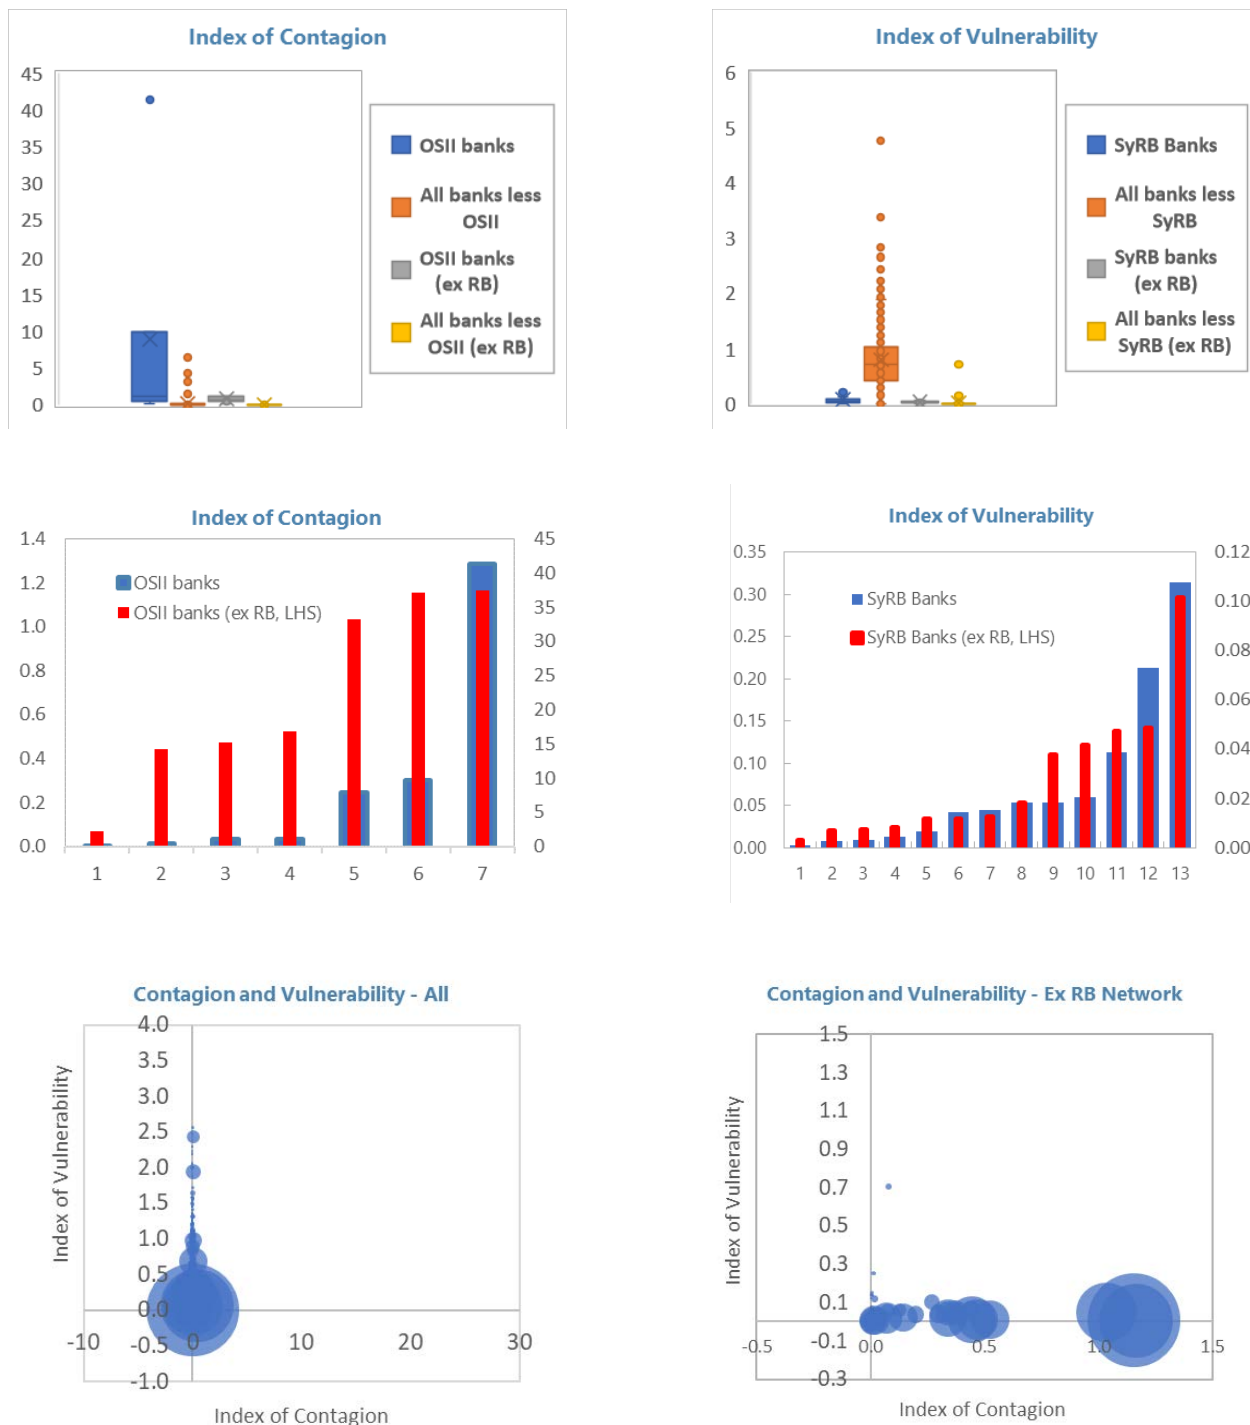 Index of Contagion
45
40
35
30
25
20
15
10
5
0
OSII banks
All banks less
OSII
OSII banks
(ex RB)
All banks less
OSII (ex RB)
Index of Vulnerability
6
5
4
3
2
1
0
SyRB Banks
All banks less
SyRB
SyRB banks
(ex RB)
All banks less
SyRB (ex RB)
Index of Contagion
1.4
1.2
1.0
0.8
0.6
0.4
0.2
0.0
OSII banks
OSII banks (ex RB, LHS)
45
40
35
30
25
20
15
10
5
0
1 2 3 4 5 6 7
Index of Vulnerability
0.35
0.30
0.25
0.20
0.15
0.10
0.05
0.00
SyRB Banks
SyRB Banks (ex RB, LHS)
0.12
0.10
0.08
0.06
0.04
0.02
0.00
1 2 3 4 5 6 7 8 9 10 11 12 13
Contagion and Vulnerability - All
Index of Vulnerability
4.0
3.5
3.0
2.5
2.0
1.5
1.0
0.5
0.0
-0.5
-1.0
-10 0 10 20 30
Index of Contagion
Contagion and Vulnerability - Ex RB Network
Index of Vulnerability
1.5
1.3
1.1
0.9
0.7
0.5
0.3
0.1
-0.1
-0.3
-0.5 0.0 0.5 1.0 1.5
Index of Contagion